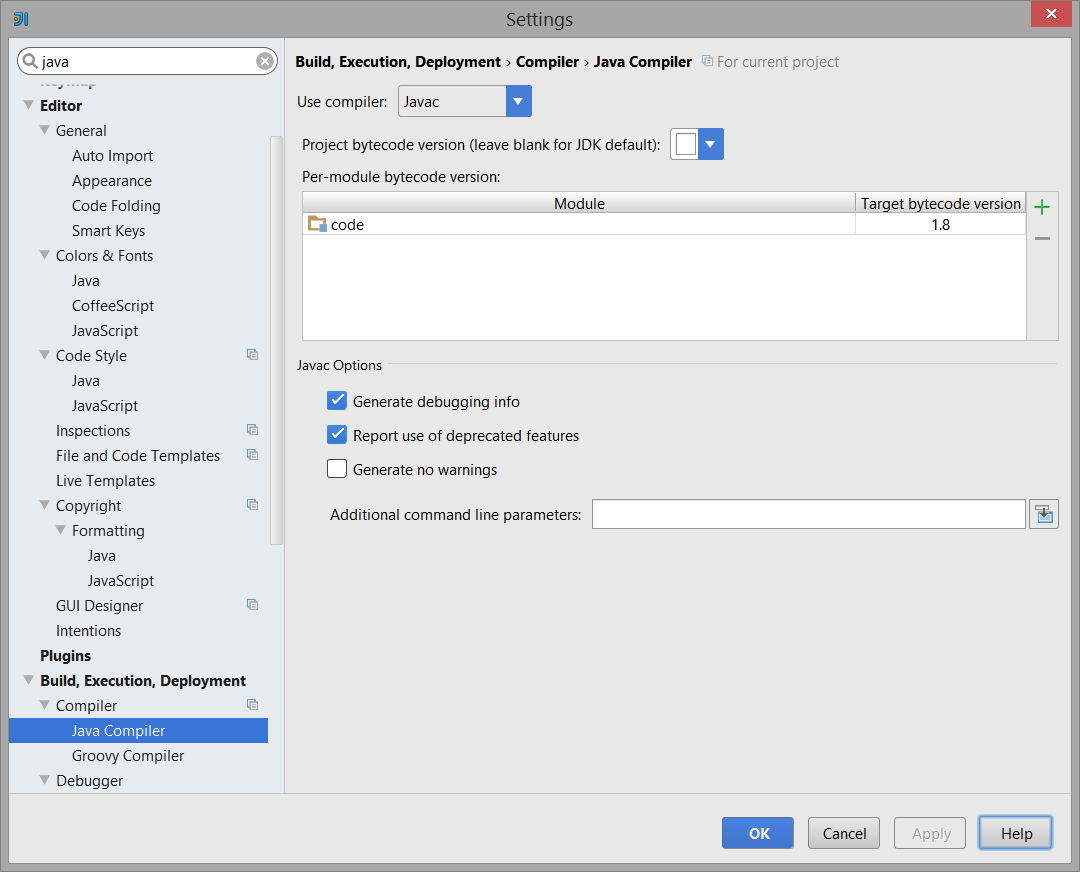 Settings
java
Keymap
Editor
General
Auto Import
Appearance
Code Folding
Smart Keys
Colors & Fonts
Java
CoffeeScript
JavaScript
Code Style
Java
JavaScript
Inspections
File and Code Templates
Live Templates
Copyright
Formatting
Java
JavaScript
GUI Designer
Intentions
Plugins
Build, Execution, Deployment
Compiler
Java Compiler
Groovy Compiler
Debugger
Build, Execution, Deployment › Compiler › Java Compiler For current project
Use compiler: Javac
Project bytecode version (leave blank for JDK default):
Per-module bytecode version:
Module Target bytecode version
code 1.8
Javac Options
Generate debugging info
Report use of deprecated features
Generate no warnings
Additional command line parameters:
OK Cancel Apply Help